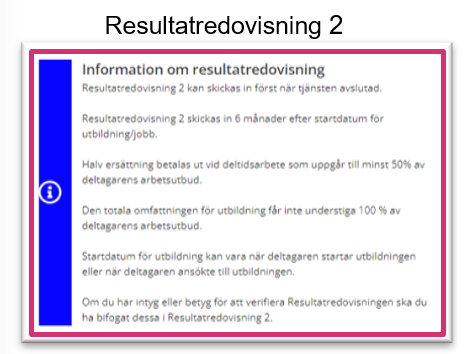 Resultatredovisning 2
Information om resultatredovisning
Resultatredovisning 2 kan skickas in först när tjänsten avslutad.
Resultatredovisning 2 skickas in 6 månader efter startdatum för
utbildning/jobb.
Halv ersättning betalas ut vid deltidsarbete som uppgår till minst 50% av
deltagarens arbetsutbud.
Den totala omfattningen för utbildning får inte understiga 100 % av
deltagarens arbetsutbud.
Startdatum för utbildning kan vara när deltagaren startar utbildningen
eller när deltagaren ansökte till utbildningen.
Om du har intyg eller betyg för att verifiera Resultatredovisningen ska du
ha bifogat dessa i Resultatredovisning 2.